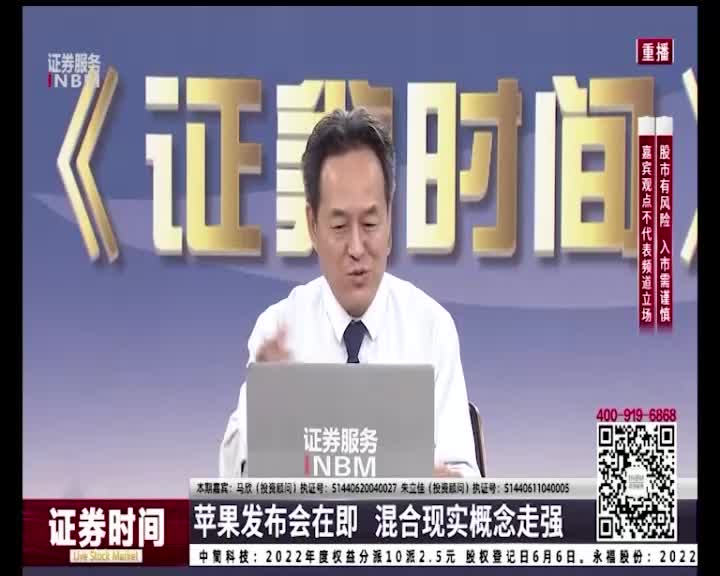 证券服务
iNBM
重播
《证券时间》
股市有风险 入市需谨慎
嘉宾观点不代表频道立场
400-919-6868
证券服务
iNBM
本期嘉宾：马欣（投资顾问）执证号：S1440620040027 朱立佳（投资顾问）执证号：S1440611040005
证券时间
Live Stock Market
苹果发布会在即 混合现实概念走强
中简科技：2022年度权益分派10派2.5元 股权登记日6月6日。永福股份：2022